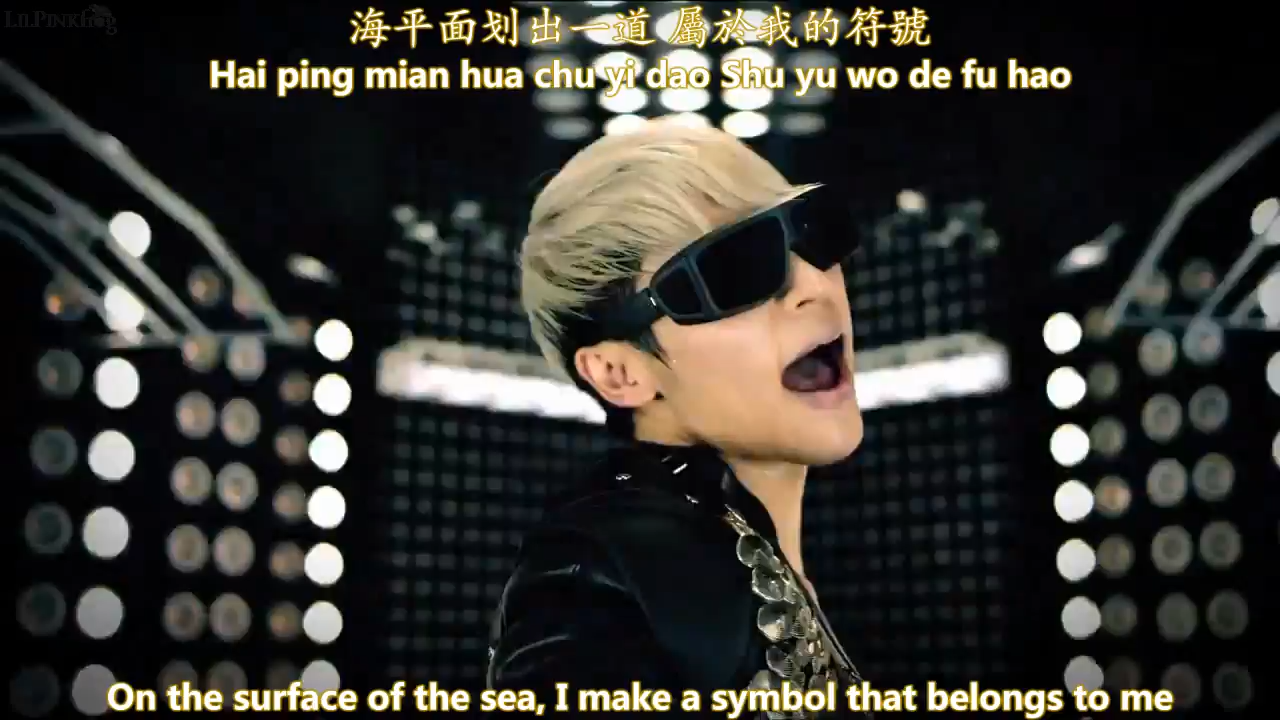 Lil.PinkHog
海平面划出一道 屬於我的符號
Hai ping mian hua chu yi dao Shu yu wo de fu hao
On the surface of the sea, I make a symbol that belongs to me